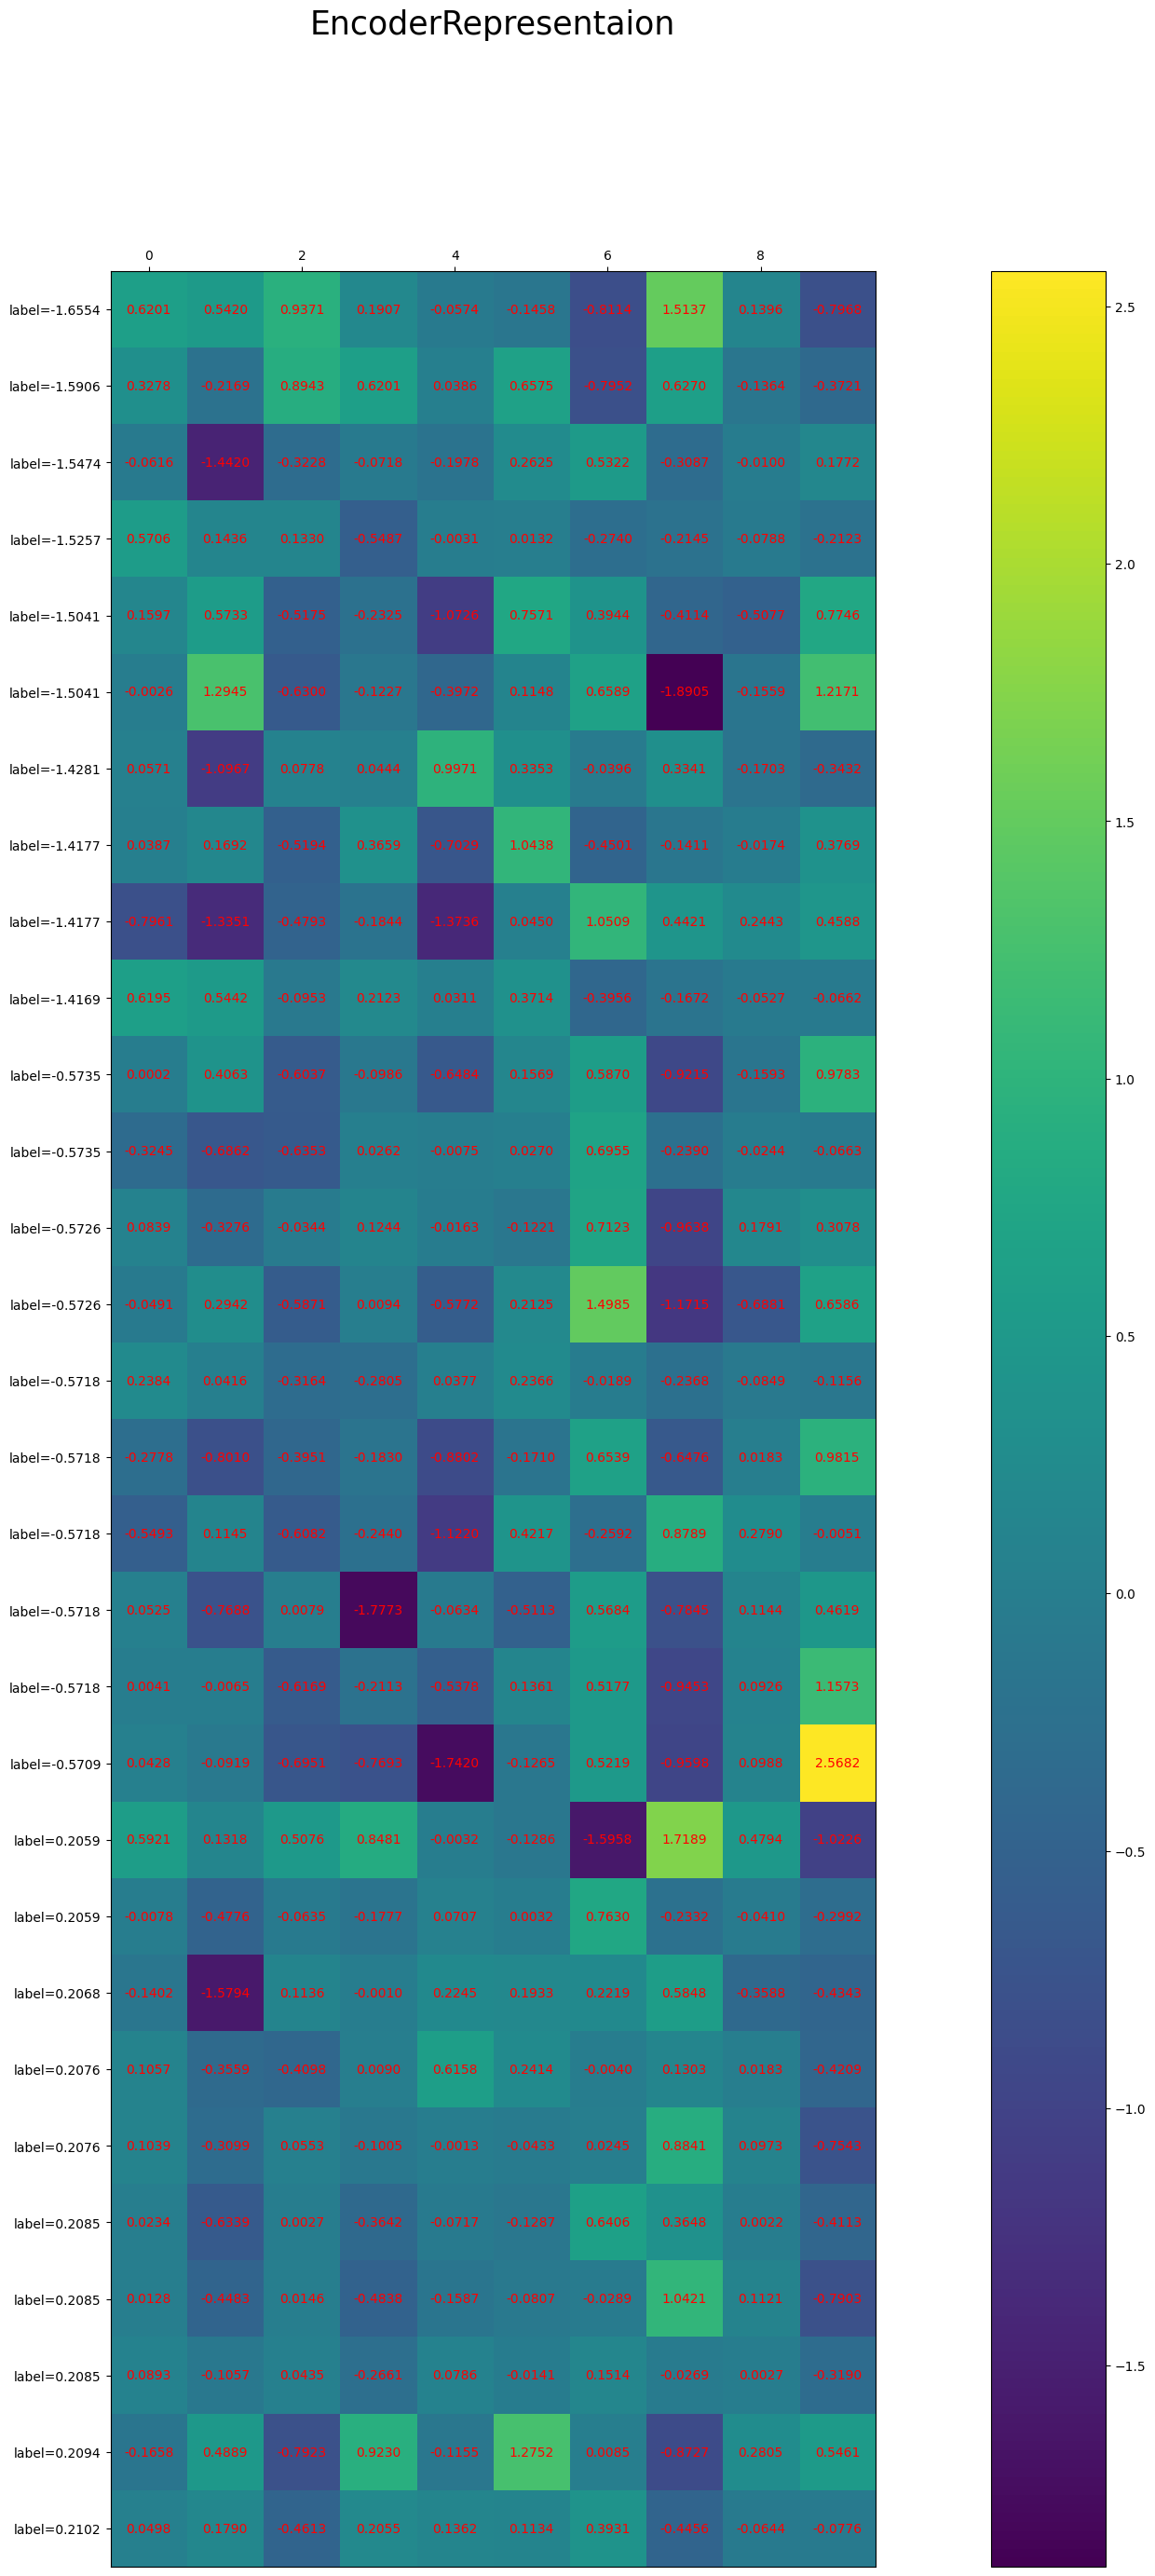 EncoderRepresentaion
0 2 4 6 8
label=-1.6554 0.6201 0.5420 0.9371 0.1907 -0.0574 -0.1458 1.5137 0.1396
label=-1.5906 0.3278 -0.2169 0.8943 0.6201 0.0386 0.6575 -0.7952 0.6270 -0.1364 -0.3721
label=-1.5474 -0.0616 -1.4420 -0.3228 -0.0718 -0.1978 0.2625 0.5322 -0.3087 -0.0100 0.1772
label=-1.5257 0.5706 0.1436 0.1330 -0.5487 -0.0031 0.0132 -0.2740 -0.2145 -0.0788 -0.2123
label=-1.5041 0.1597 0.5733 -0.5175 -0.2325 0.7571 0.3944 -0.4114 -0.5077 0.7746
label=-1.5041 -0.0026 1.2945 -0.6300 -0.1227 -0.3972 0.1148 0.6589 -1.8905 -0.1559 1.2171
label=-1.4281 0.0571 -1.0967 0.0778 0.0444 0.9971 0.3353 -0.0396 0.3341 -0.1703 -0.3432
label=-1.4177 0.0387 0.1692 -0.5194 0.3659 -0.7029 1.0438 -0.4501 -0.1411 -0.0174 0.3769
label=-1.4177 -1.3351 -0.4793 -0.1844 -1.3736 0.0450 1.0509 0.4421 0.2443 0.4588
label=-1.4169 0.6195 0.5442 -0.0953 0.2123 0.0311 0.3714 -0.3956 -0.1672 -0.0527 -0.0662
label=-0.5735 0.0002 0.4063 -0.6037 -0.0986 -0.6484 0.1569 0.5870 -0.9215 -0.1593 0.9783
label=-0.5735 -0.3245 -0.6882 -0.6353 0.0262 -0.0075 0.0270 0.6955 -0.2390 -0.0244 -0.0663
label=-0.5726 0.0839 -0.3276 -0.0344 0.1244 -0.0163 -0.1221 0.7123 0.1791 0.3078
label=-0.5726 -0.0491 0.2942 -0.5871 0.0094 -0.5772 0.2125 1.4985 -1.1715 0.6586
label=-0.5718 0.2384 0.0416 -0.3164 -0.2805 0.0377 0.2366 -0.0189 -0.2368 -0.0849 -0.1156
label=-0.5718 -0.2778 -0.3951 -0.1830 -0.1710 0.6539 -0.6476 0.0183 0.9815
label=-0.5718 -0.5493 0.1145 -0.6082 -0.2440 0.4217 -0.2592 0.8789 0.2790 -0.0051
label=-0.5718 0.0525 0.0079 -1.7773 -0.0634 -0.5113 0.5684 -0.7845 0.1144 0.4619
label=-0.5718 0.0041 -0.0065 -0.6169 -0.2113 -0.5378 0.1361 0.5177 0.0926 1.1573
label=-0.5709 0.0428 -0.0919 -0.6951 -0.7693 -1.7420 -0.1265 0.5219 0.0988 2.5682
label=0.2059 0.5921 0.1318 0.5076 0.8481 -0.0032 -0.1286 -1.5958 1.7189 0.4794
label=0.2059 -0.0078 -0.4776 -0.0635 -0.1777 0.0707 0.0032 0.7630 -0.2332 -0.0410 -0.2992
label=0.2068 -0.1402 -1.5794 0.1136 -0.0010 0.2245 0.1933 0.2219 0.5848 -0.3588 -0.4343
label=0.2076 0.1057 -0.3559 -0.4098 0.0090 0.6158 0.2414 -0.0040 0.1303 0.0183 -0.4209
label=0.2076 0.1039 -0.3099 0.0553 -0.1005 -0.0013 -0.0433 0.0245 0.8841 0.0973
label=0.2085 0.0234 -0.6339 0.0027 -0.3642 -0.0717 -0.1287 0.6406 0.3648 0.0022 -0.4113
label=0.2085 0.0128 -0.4483 0.0146 -0.4838 -0.1587 -0.0807 -0.0289 1.0421 0.1121 -0.7903
label=0.2085 0.0893 -0.1057 0.0435 -0.2661 0.0786 -0.0141 0.1514 -0.0269 0.0027 -0.3190
label=0.2094 -0.1658 0.4889 -0.7923 0.9230 -0.1155 1.2752 0.0085 -0.8727 0.2805 0.5461
label=0.2102 0.0498 0.1790 -0.4613 0.2055 0.1362 0.1134 0.3931 -0.4456 -0.0644 -0.0776
2.5
2.0
1.5
1.0
0.5
0.0
−0.5
−1.0
−1.5